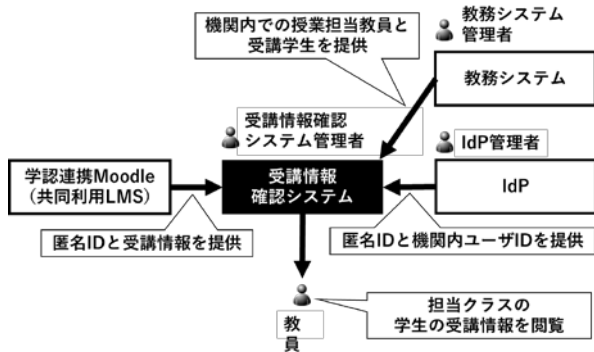 機関内での授業担当教員と
受講学生を提供
教務システム
管理者
教務システム
受講情報確認
システム管理者
IdP管理者
学認連携Moodle
（共同利用LMS）
受講情報
確認システム
IdP
匿名IDと受講情報を提供
匿名IDと機関内ユーザIDを提供
教
員
担当クラスの
学生の受講情報を閲覧